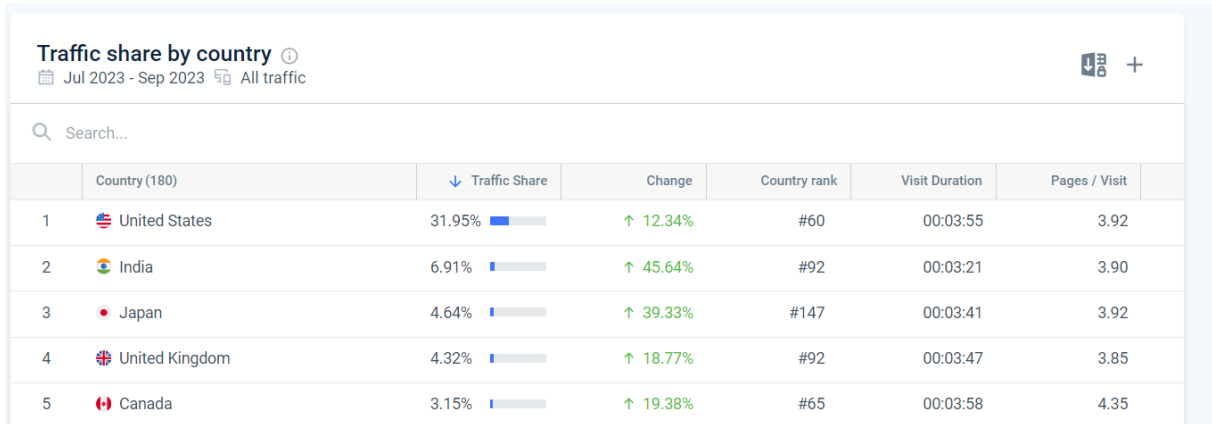 Traffic share by country
Jul 2023 - Sep 2023 All traffic
Search...
Country (180) Traffic Share Change Country rank Visit Duration Pages / Visit
1 United States 31.95% ↑ 12.34% #60 00:03:55 3.92
2 India 6.91% ↑ 45.64% #92 00:03:21 3.90
3 Japan 4.64% ↑ 39.33% #147 00:03:41 3.92
4 United Kingdom 4.32% ↑ 18.77% #92 00:03:47 3.85
5 Canada 3.15% ↑ 19.38% #65 00:03:58 4.35